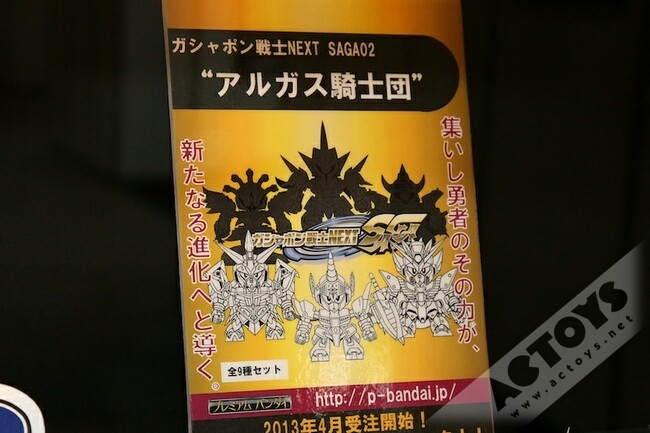 ガシャポン戦士NEXT SAGA02
“アルガス騎士団”
集いし勇者のその力が、
新たなる進化へと導く。
ガシャポン戦士NEXT SAGA
全9種セット
プレミアム バンダイ
http://p-bandai.jp/
2013年4月受注開始！
ACTOYS
www.actoys.net